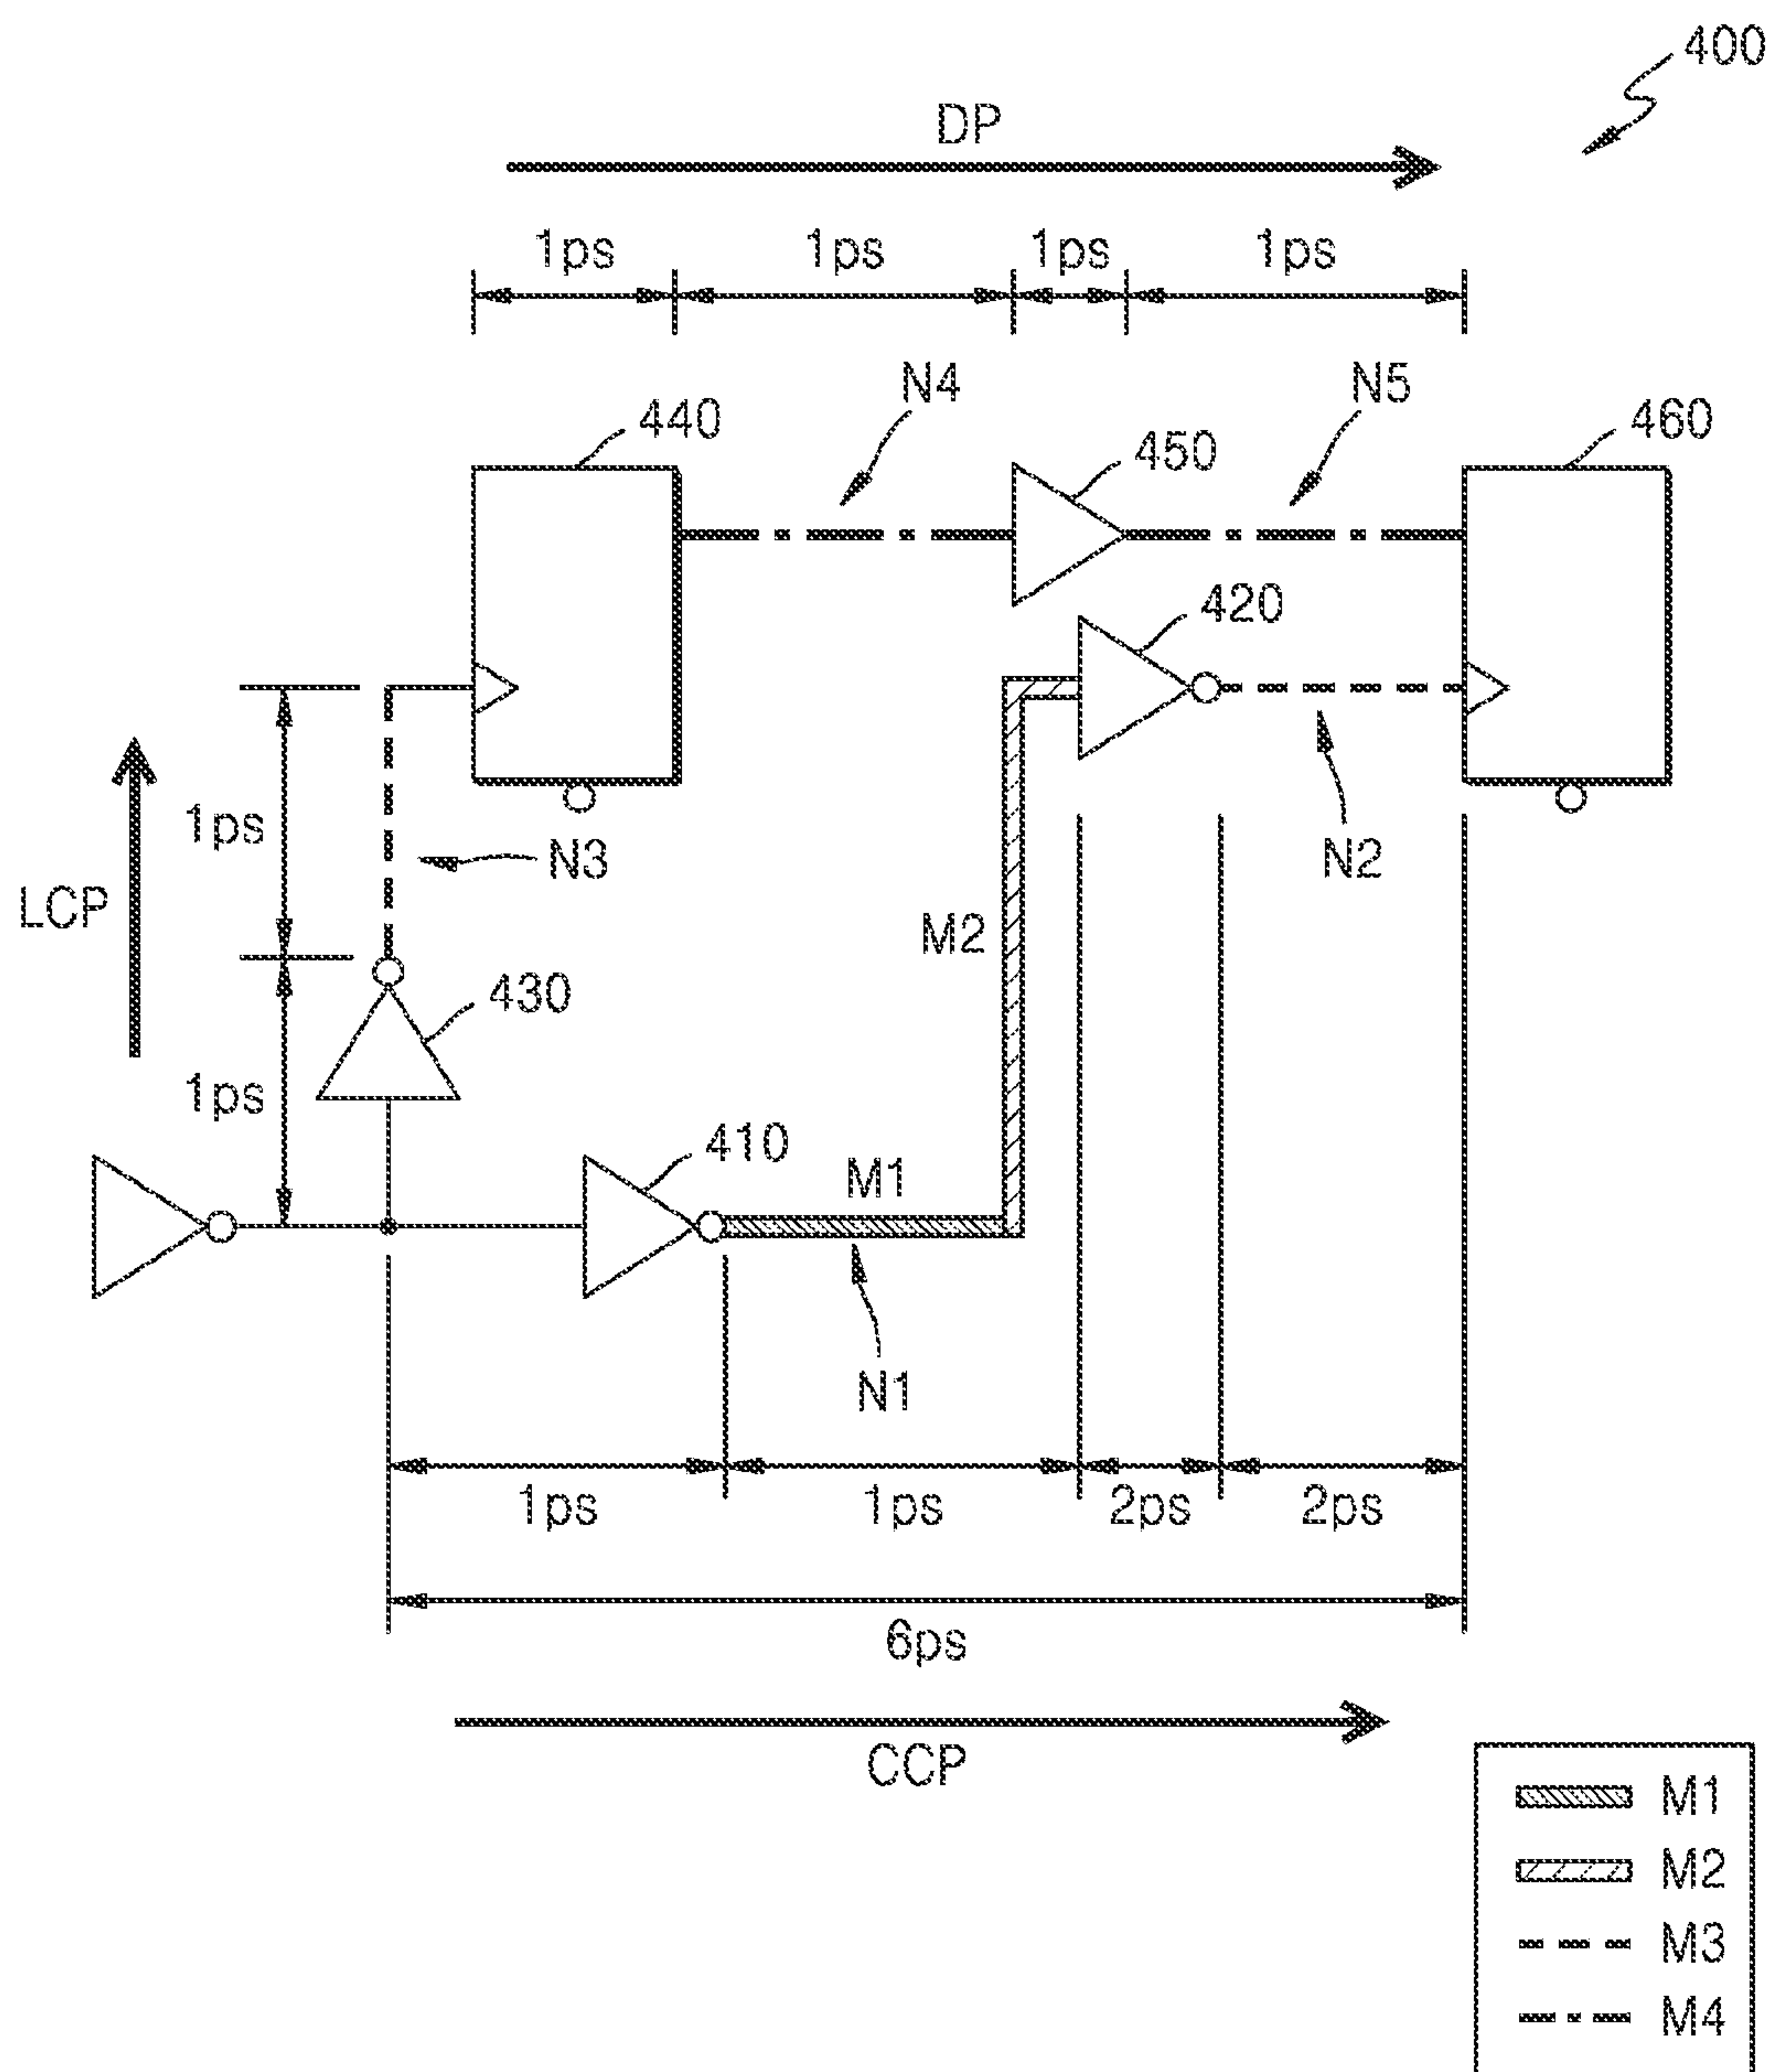 400
DP
1ps 1ps 1ps 1ps
N4 N5
440 450 460
420
1ps
N3 N2
LCP M2
430
1ps
410
M1
N1
1ps 1ps 2ps 2ps
6ps
CCP
M1
M2
M3
M4